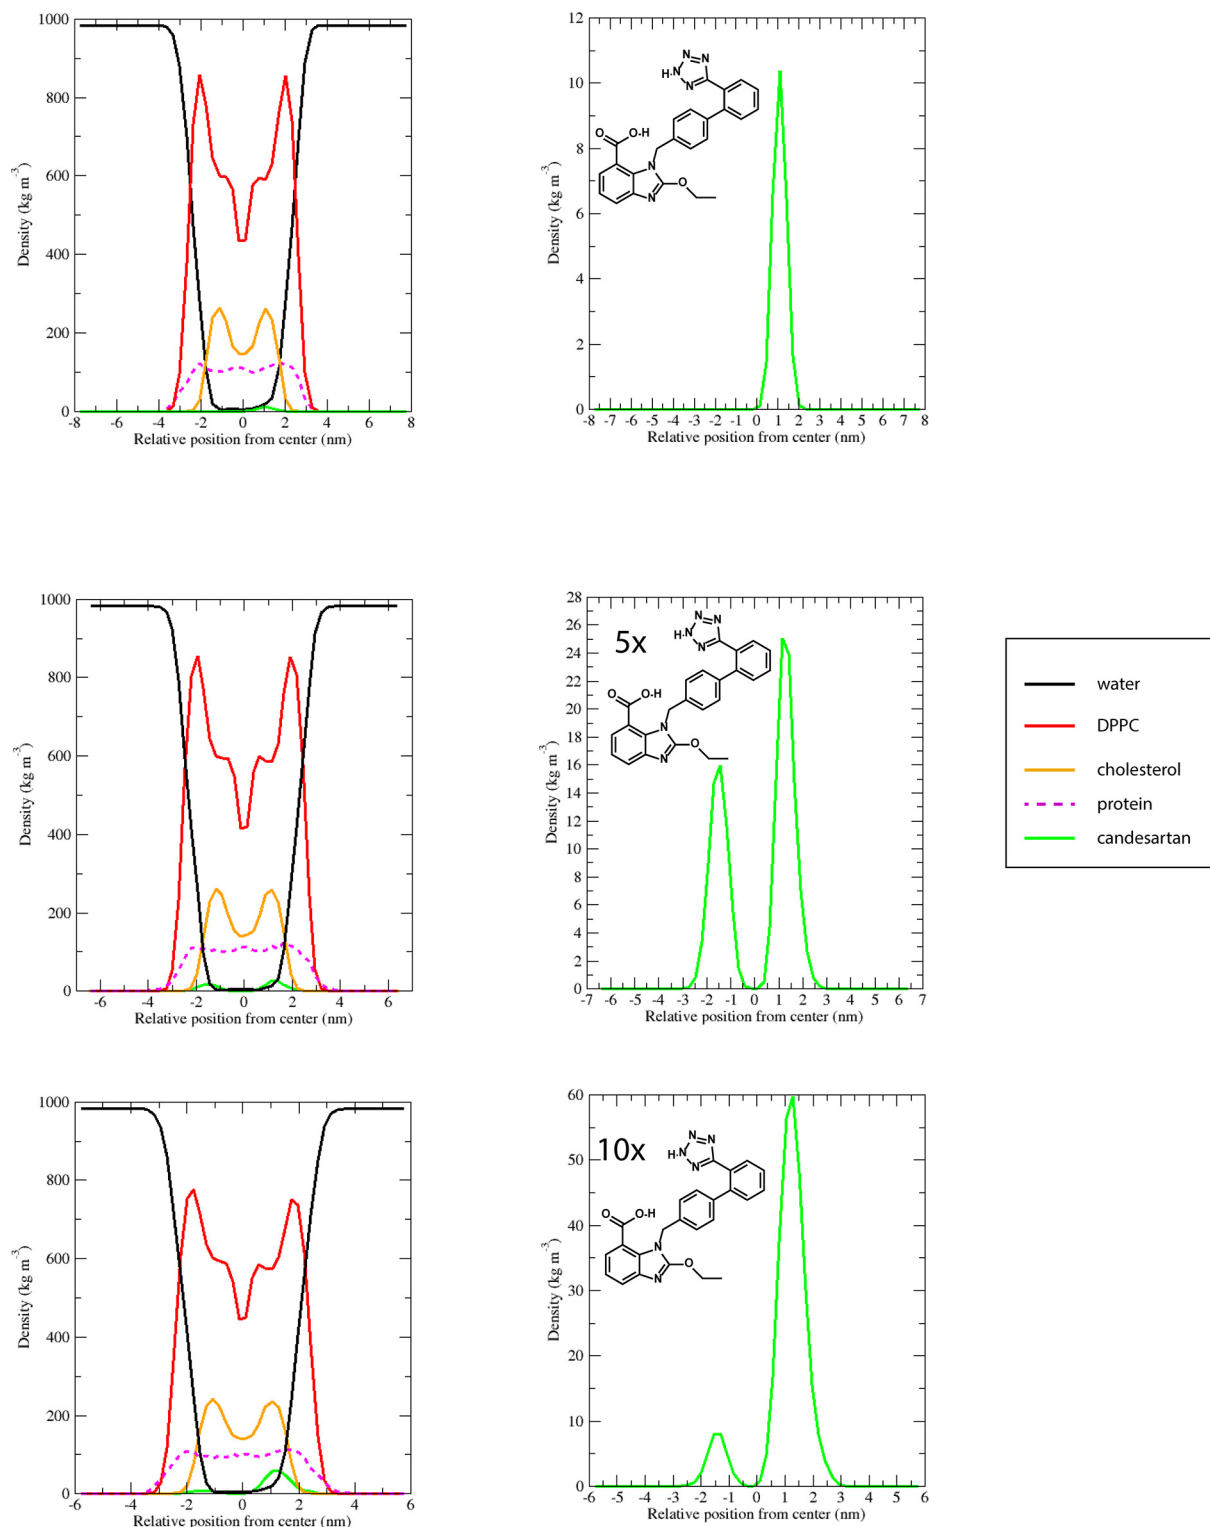 1000
800
600
400
200
0
Density (kg m-3)
-8 -6 -4 -2 0 2 4 6 8
Relative position from center (nm)
12
10
8
6
4
2
0
Density (kg m-3)
-8 -7 -6 -5 -4 -3 -2 -1 0 1 2 3 4 5 6 7 8
Relative position from center (nm)
N N
H-N N
N
O O-H
N
N O
1000
800
600
400
200
0
Density (kg m-3)
-6 -4 -2 0 2 4 6
Relative position from center (nm)
28
26
24
22
20
18
16
14
12
10
8
6
4
2
0
Density (kg m-3)
-7 -6 -5 -4 -3 -2 -1 0 1 2 3 4 5 6 7
Relative position from center (nm)
5x
N N
H-N N
N
O O-H
N
N O
water
DPPC
cholesterol
protein
candesartan
1000
800
600
400
200
0
Density (kg m-3)
-6 -4 -2 0 2 4 6
Relative position from center (nm)
60
50
40
30
20
10
0
Density (kg m-3)
-6 -5 -4 -3 -2 -1 0 1 2 3 4 5 6
Relative position from center (nm)
10x
N N
H-N N
N
O O-H
N
N O